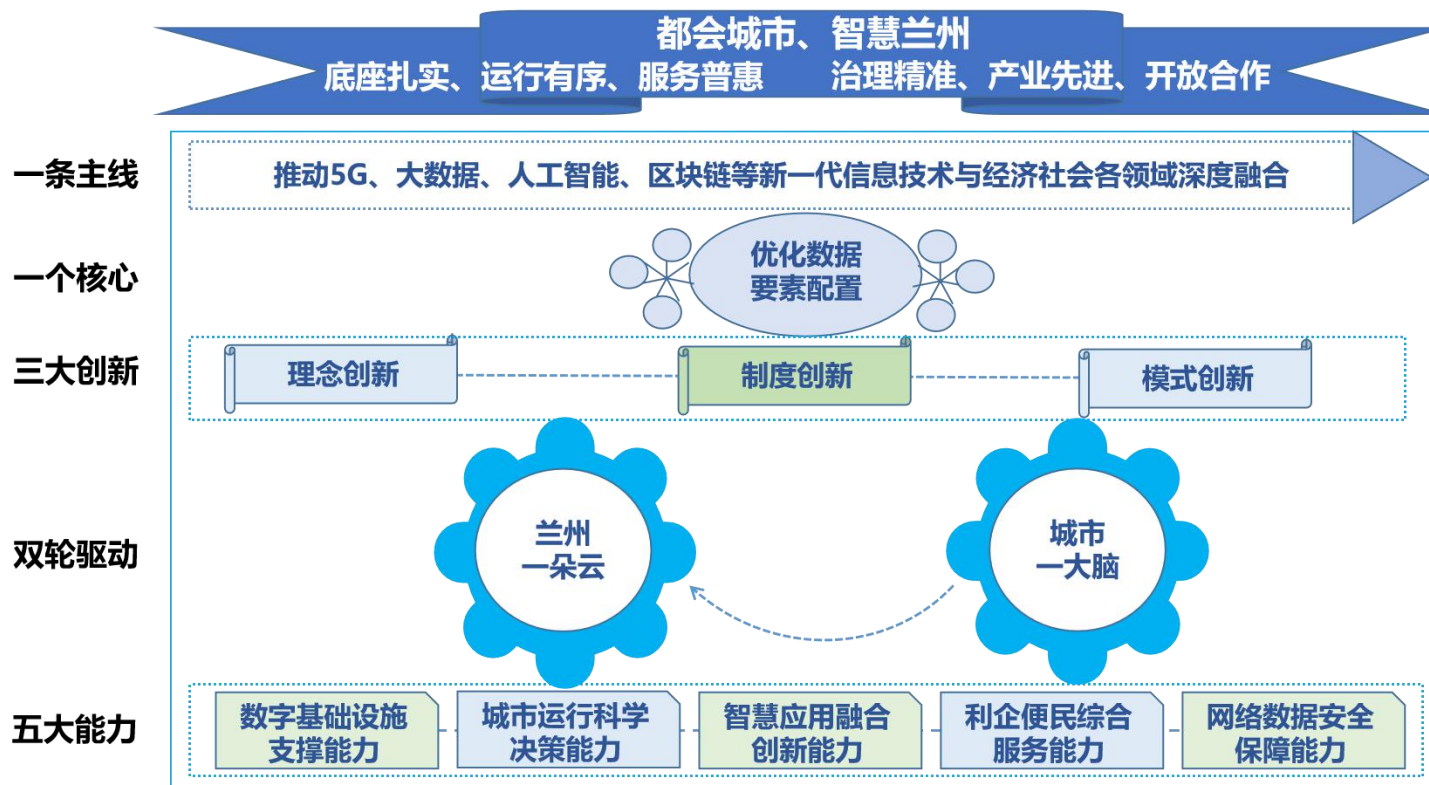 都会城市、智慧兰州
底座扎实、运行有序、服务普惠 治理精准、产业先进、开放合作
一条主线
推动5G、大数据、人工智能、区块链等新一代信息技术与经济社会各领域深度融合
一个核心
优化数据
要素配置
三大创新
理念创新
制度创新
模式创新
双轮驱动
兰州
一朵云
城市
一大脑
五大能力
数字基础设施
支撑能力
城市运行科学
决策能力
智慧应用融合
创新能力
利企便民综合
服务能力
网络数据安全
保障能力